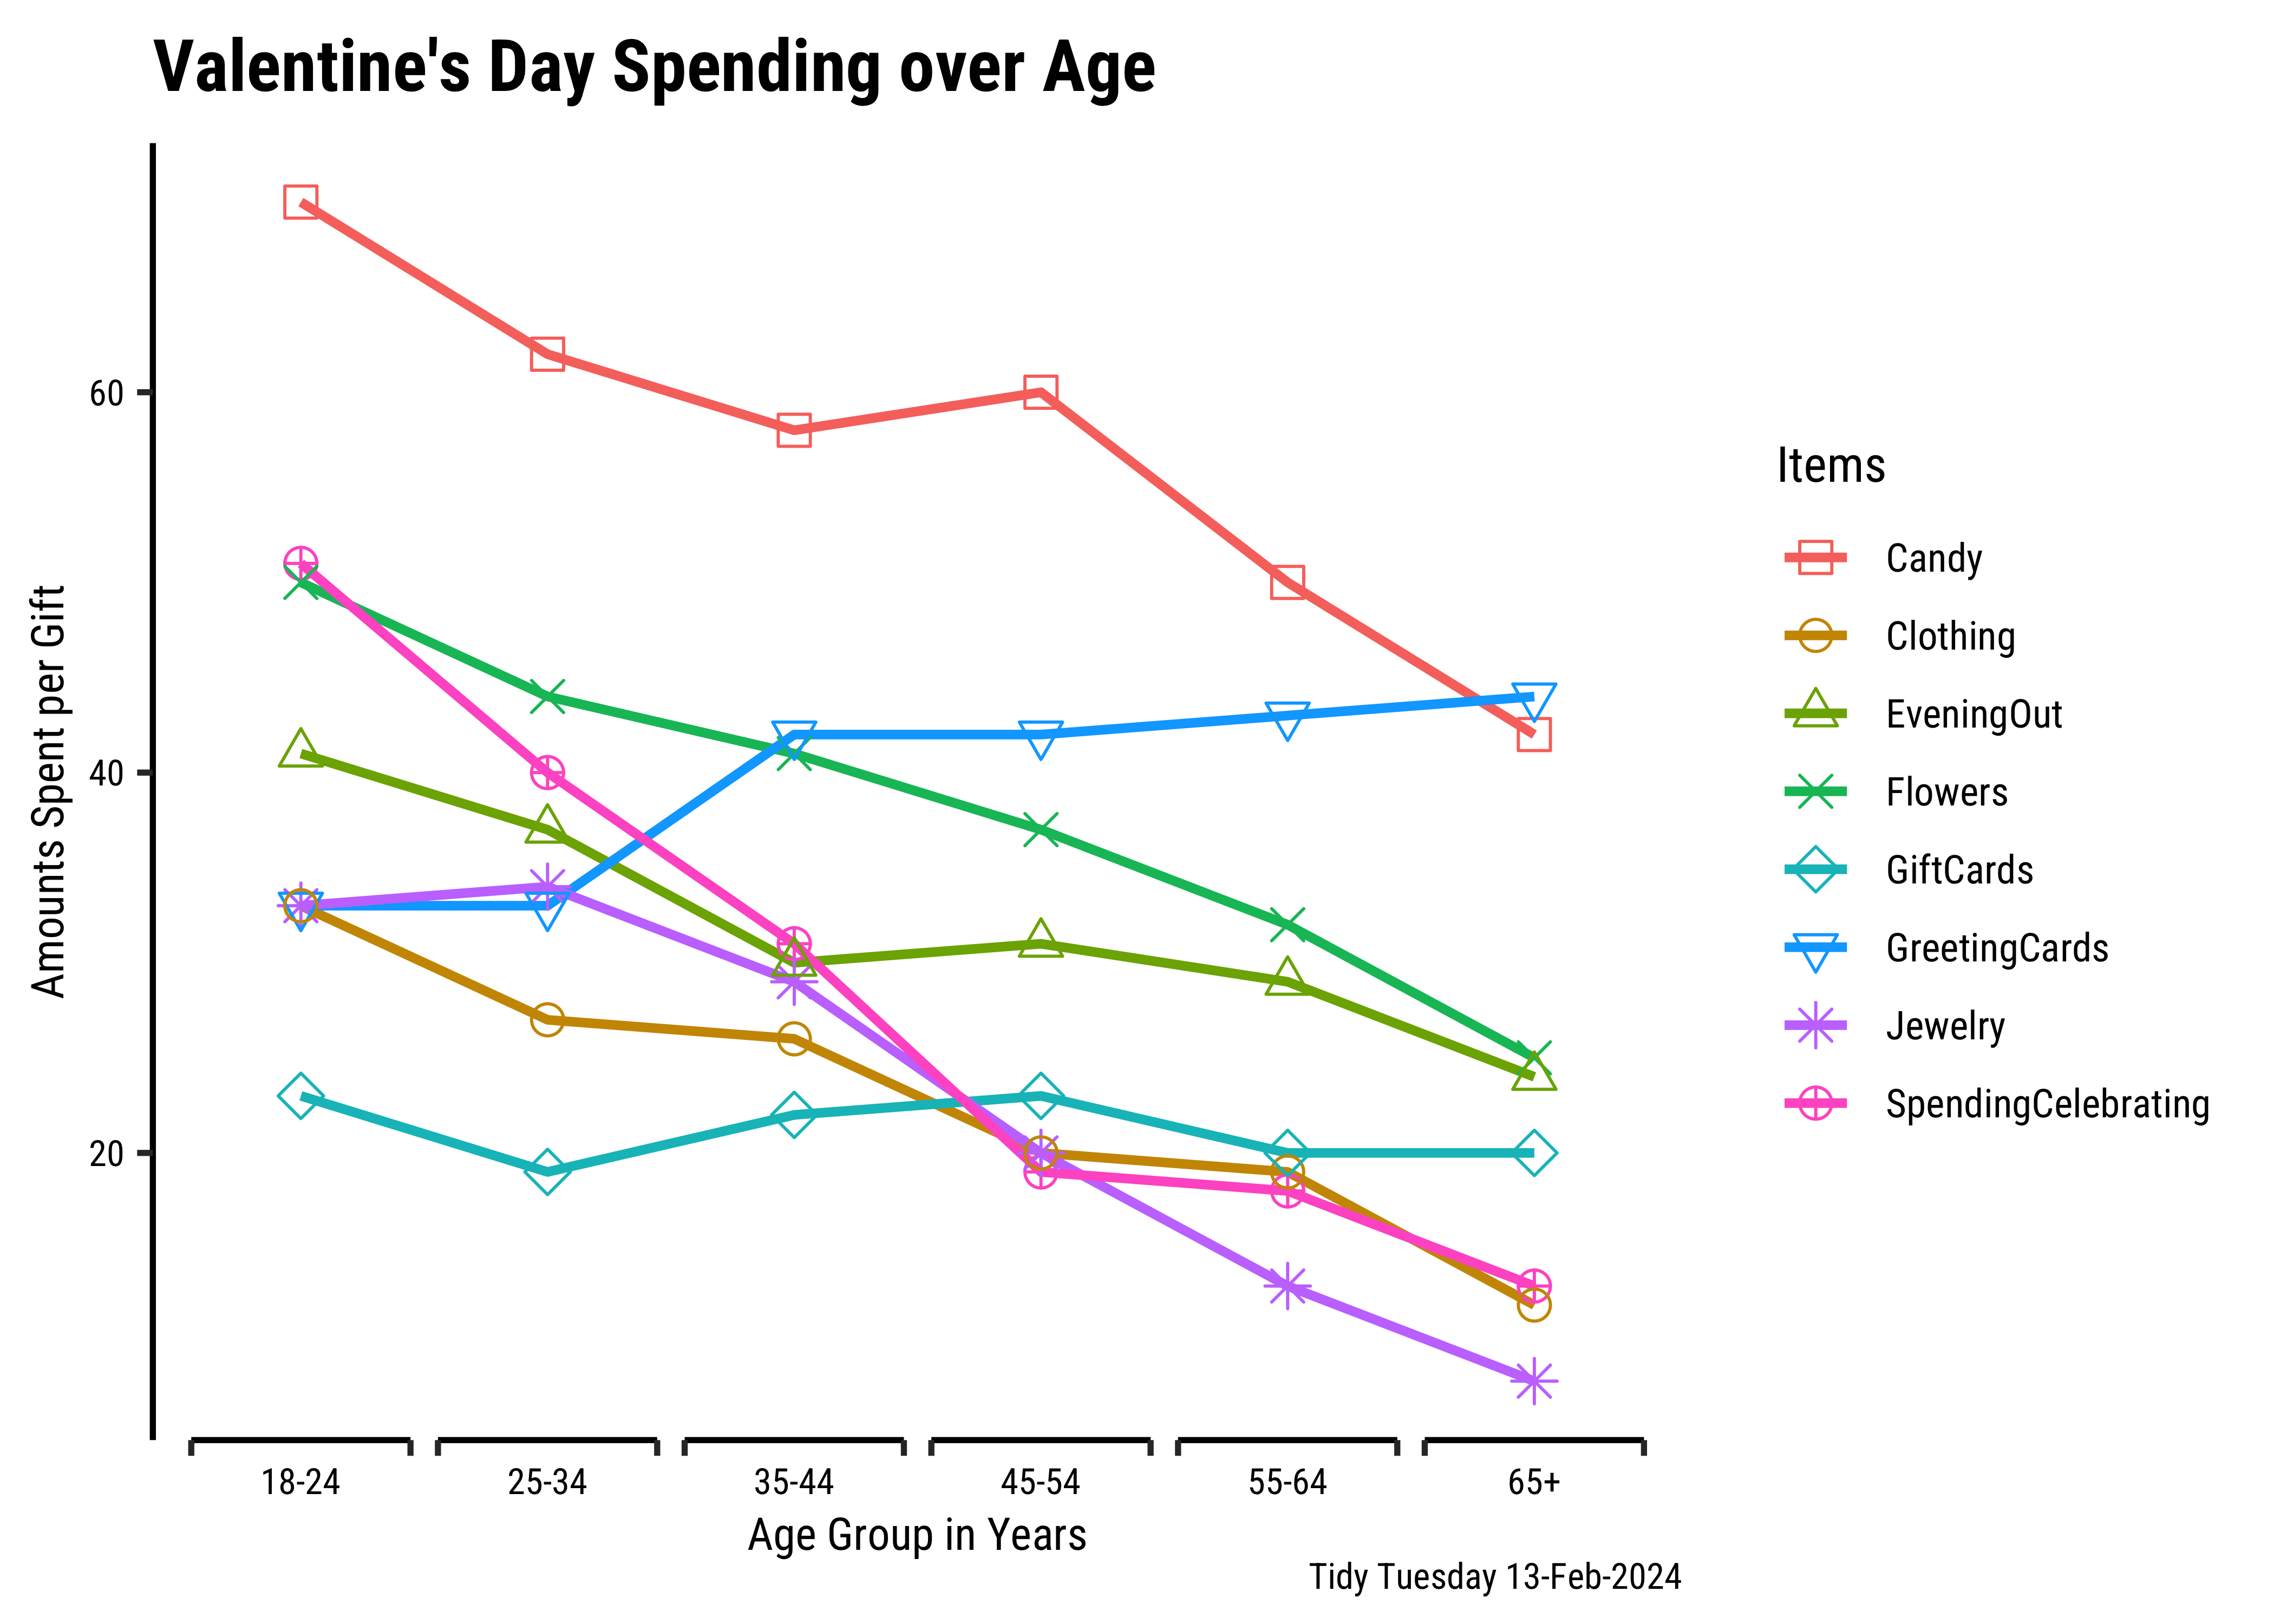 Valentine's Day Spending over Age
Amounts Spent per Gift
60
40
20
18-24
25-34
35-44
45-54
55-64
65+
Age Group in Years
Items
Candy
Clothing
EveningOut
Flowers
GiftCards
GreetingCards
Jewelry
SpendingCelebrating
Tidy Tuesday 13-Feb-2024